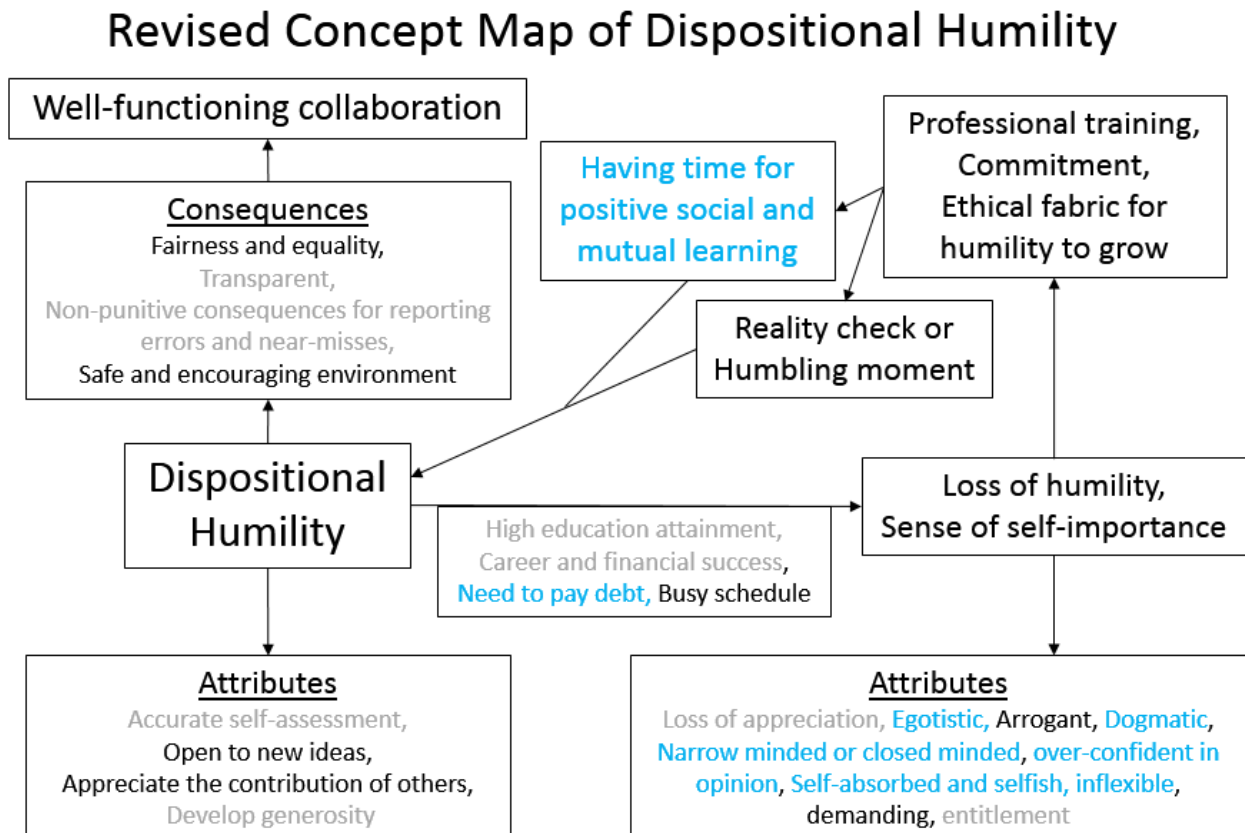 Revised Concept Map of Dispositional Humility
Well-functioning collaboration
Consequences
Fairness and equality,
Transparent,
Non-punitive consequences for reporting
errors and near-misses,
Safe and encouraging environment
Having time for
positive social and
mutual learning
Professional training,
Commitment,
Ethical fabric for
humility to grow
Reality check or
Humbling moment
Dispositional
Humility
High education attainment,
Career and financial success,
Need to pay debt, Busy schedule
Loss of humility,
Sense of self-importance
Attributes
Accurate self-assessment,
Open to new ideas,
Appreciate the contribution of others,
Develop generosity
Attributes
Loss of appreciation, Egotistic, Arrogant, Dogmatic,
Narrow minded or closed minded, over-confident in
opinion, Self-absorbed and selfish, inflexible,
demanding, entitlement